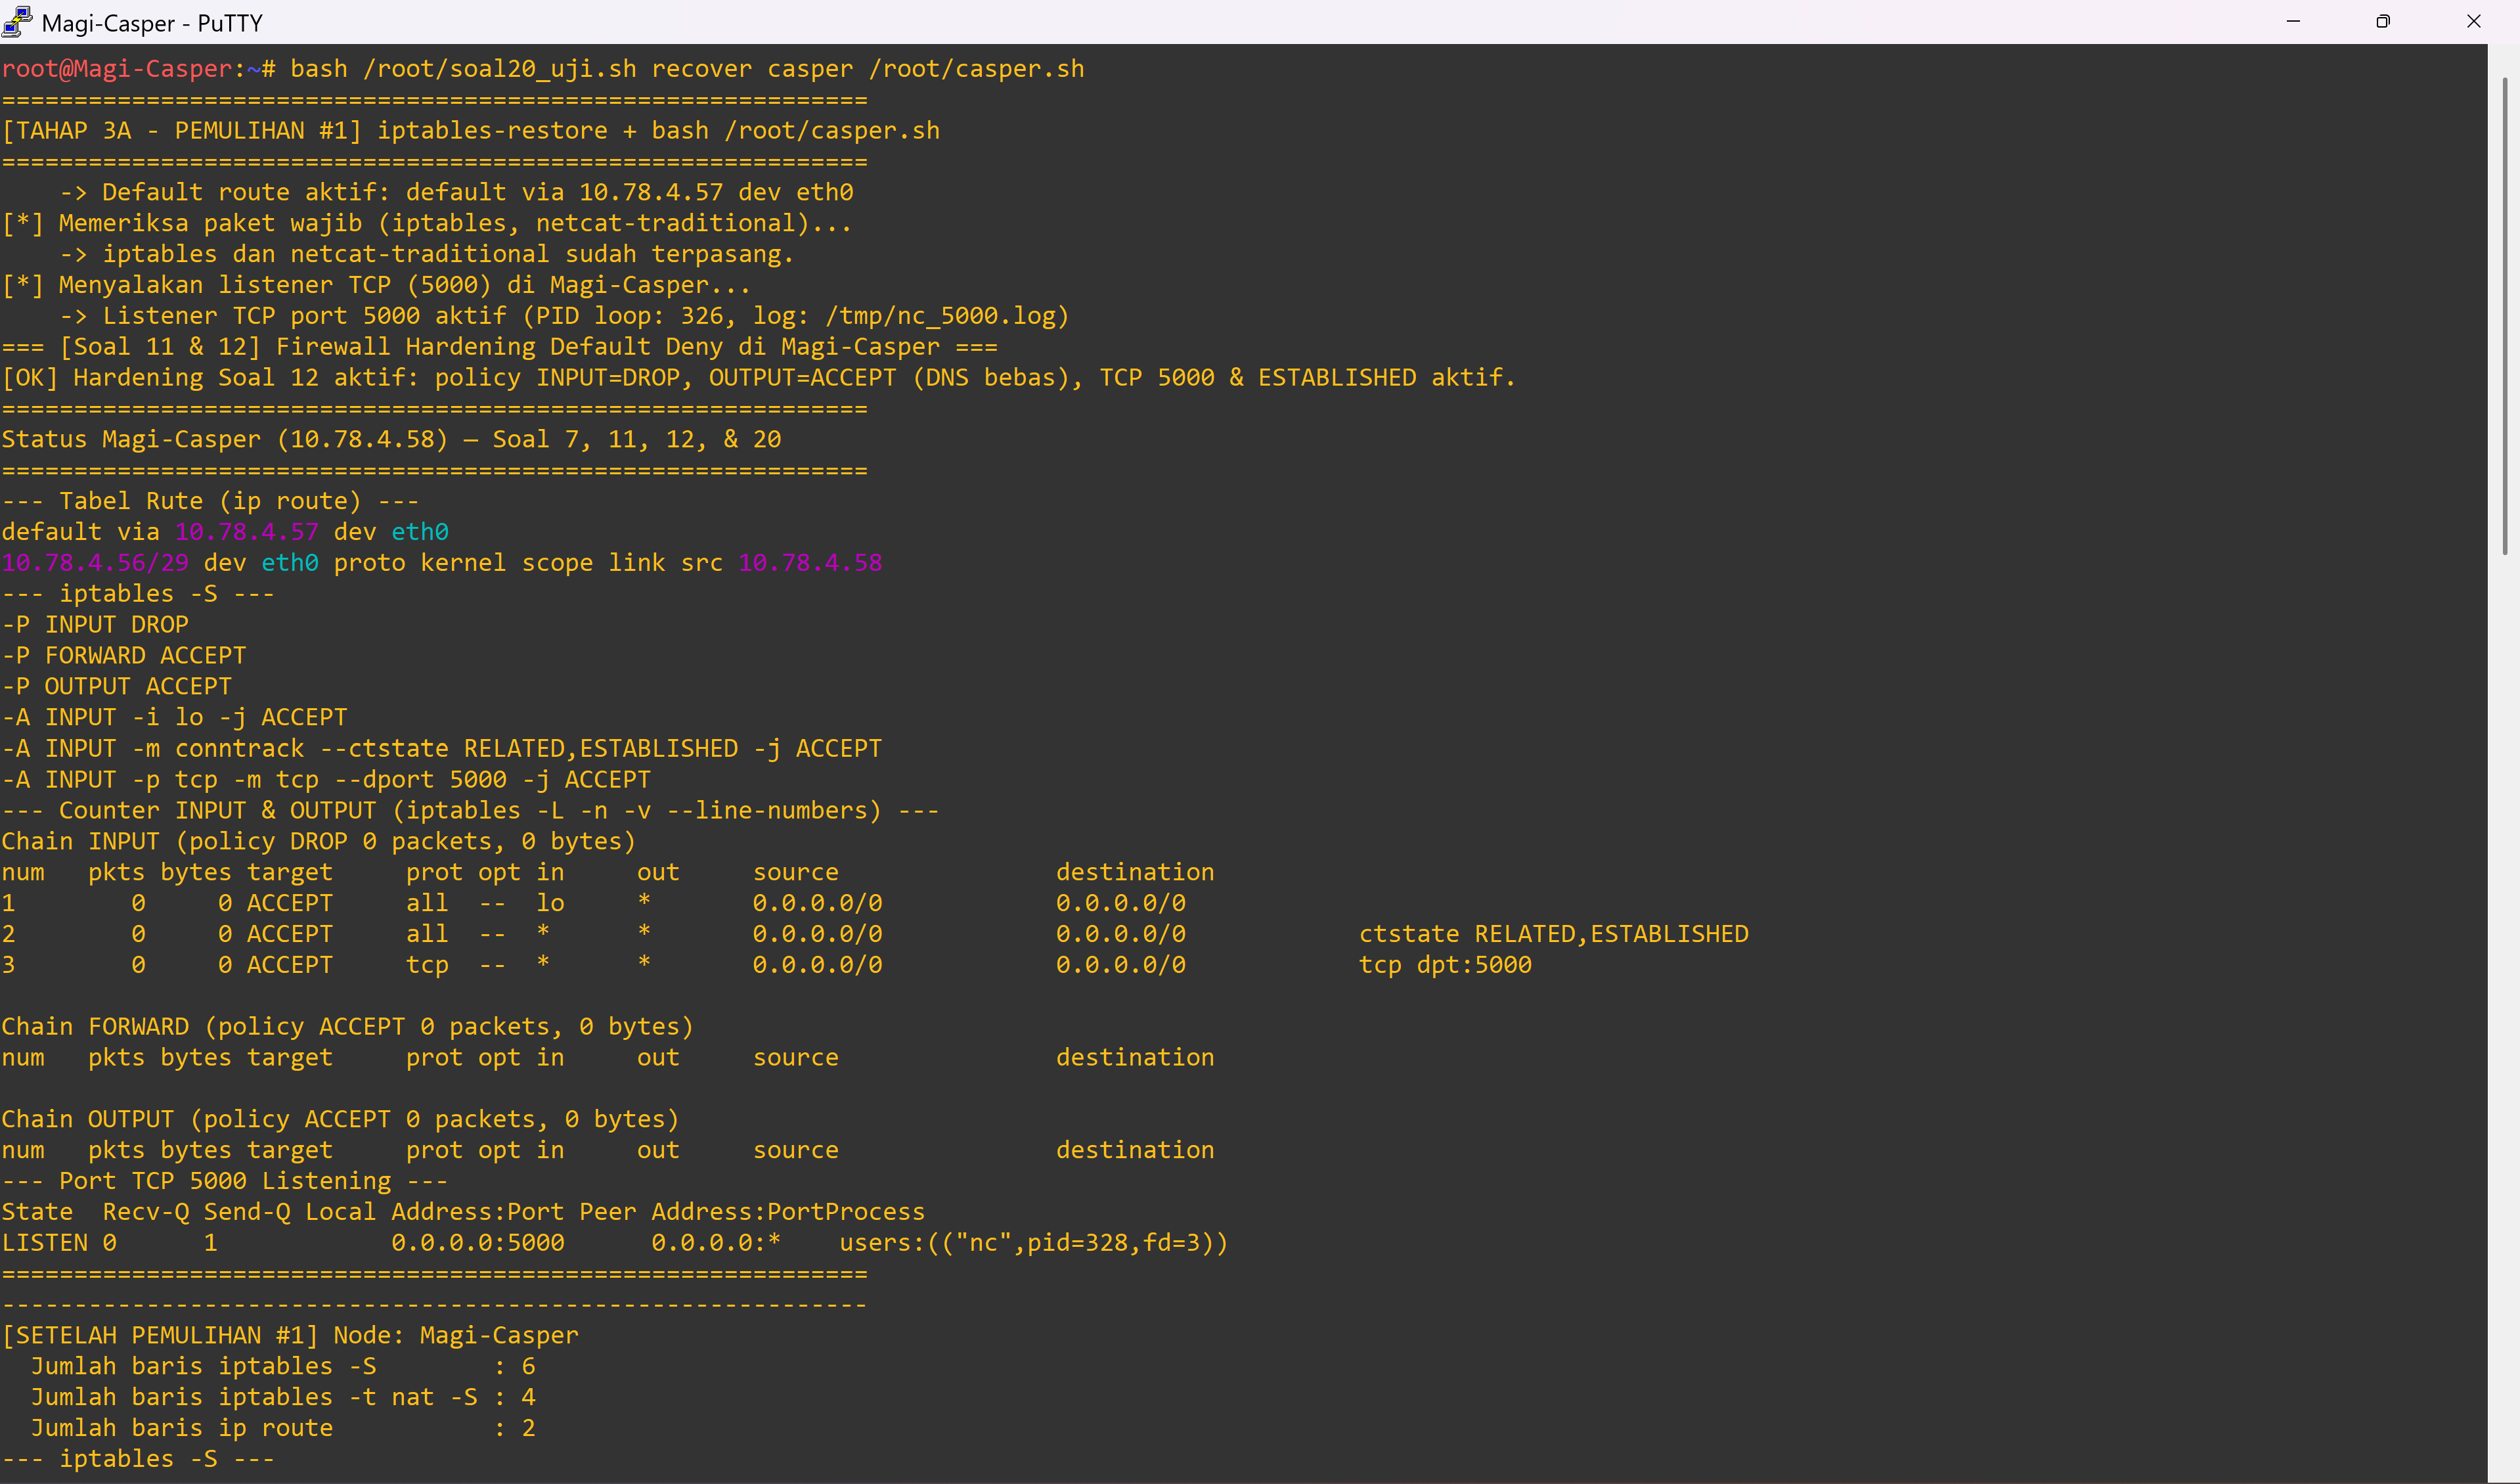 Magi-Casper - PuTTY
root@Magi-Casper:~# bash /root/soal20_uji.sh recover casper /root/casper.sh
============================================================
[TAHAP 3A - PEMULIHAN #1] iptables-restore + bash /root/casper.sh
============================================================
    -> Default route aktif: default via 10.78.4.57 dev eth0
[*] Memeriksa paket wajib (iptables, netcat-traditional)...
    -> iptables dan netcat-traditional sudah terpasang.
[*] Menyalakan listener TCP (5000) di Magi-Casper...
    -> Listener TCP port 5000 aktif (PID loop: 326, log: /tmp/nc_5000.log)
=== [Soal 11 & 12] Firewall Hardening Default Deny di Magi-Casper ===
[OK] Hardening Soal 12 aktif: policy INPUT=DROP, OUTPUT=ACCEPT (DNS bebas), TCP 5000 & ESTABLISHED aktif.
============================================================
Status Magi-Casper (10.78.4.58) — Soal 7, 11, 12, & 20
============================================================
--- Tabel Rute (ip route) ---
default via 10.78.4.57 dev eth0
10.78.4.56/29 dev eth0 proto kernel scope link src 10.78.4.58
--- iptables -S ---
-P INPUT DROP
-P FORWARD ACCEPT
-P OUTPUT ACCEPT
-A INPUT -i lo -j ACCEPT
-A INPUT -m conntrack --ctstate RELATED,ESTABLISHED -j ACCEPT
-A INPUT -p tcp -m tcp --dport 5000 -j ACCEPT
--- Counter INPUT & OUTPUT (iptables -L -n -v --line-numbers) ---
Chain INPUT (policy DROP 0 packets, 0 bytes)
num   pkts bytes target     prot opt in     out     source               destination
1        0     0 ACCEPT     all  --  lo     *       0.0.0.0/0            0.0.0.0/0
2        0     0 ACCEPT     all  --  *      *       0.0.0.0/0            0.0.0.0/0            ctstate RELATED,ESTABLISHED
3        0     0 ACCEPT     tcp  --  *      *       0.0.0.0/0            0.0.0.0/0            tcp dpt:5000
Chain FORWARD (policy ACCEPT 0 packets, 0 bytes)
num   pkts bytes target     prot opt in     out     source               destination
Chain OUTPUT (policy ACCEPT 0 packets, 0 bytes)
num   pkts bytes target     prot opt in     out     source               destination
--- Port TCP 5000 Listening ---
State  Recv-Q Send-Q Local Address:Port Peer Address:PortProcess
LISTEN 0      1            0.0.0.0:5000      0.0.0.0:*    users:(("nc",pid=328,fd=3))
============================================================
------------------------------------------------------------
[SETELAH PEMULIHAN #1] Node: Magi-Casper
  Jumlah baris iptables -S        : 6
  Jumlah baris iptables -t nat -S : 4
  Jumlah baris ip route           : 2
--- iptables -S ---